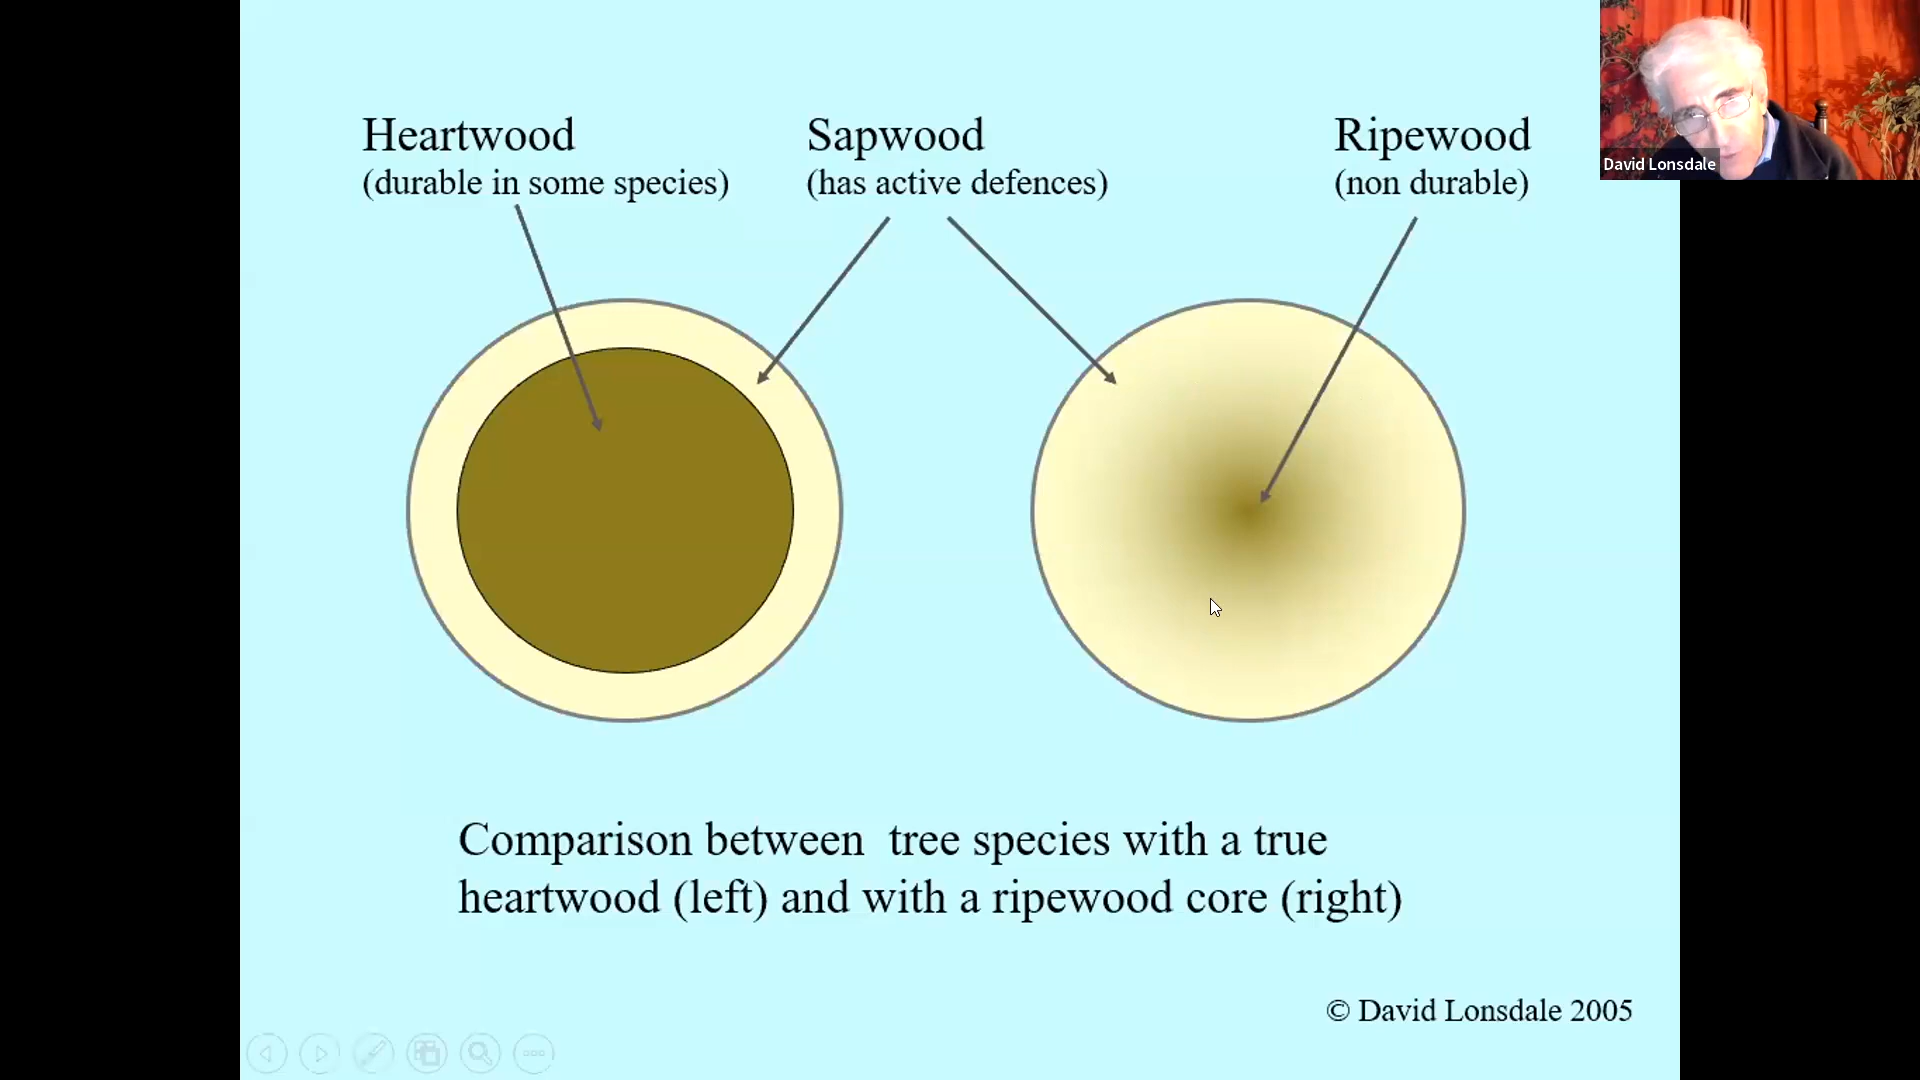 Heartwood
(durable in some species)
Sapwood
(has active defences)
Ripewood
(non durable)
David Lonsdale
Comparison between  tree species with a true
heartwood (left) and with a ripewood core (right)
© David Lonsdale 2005